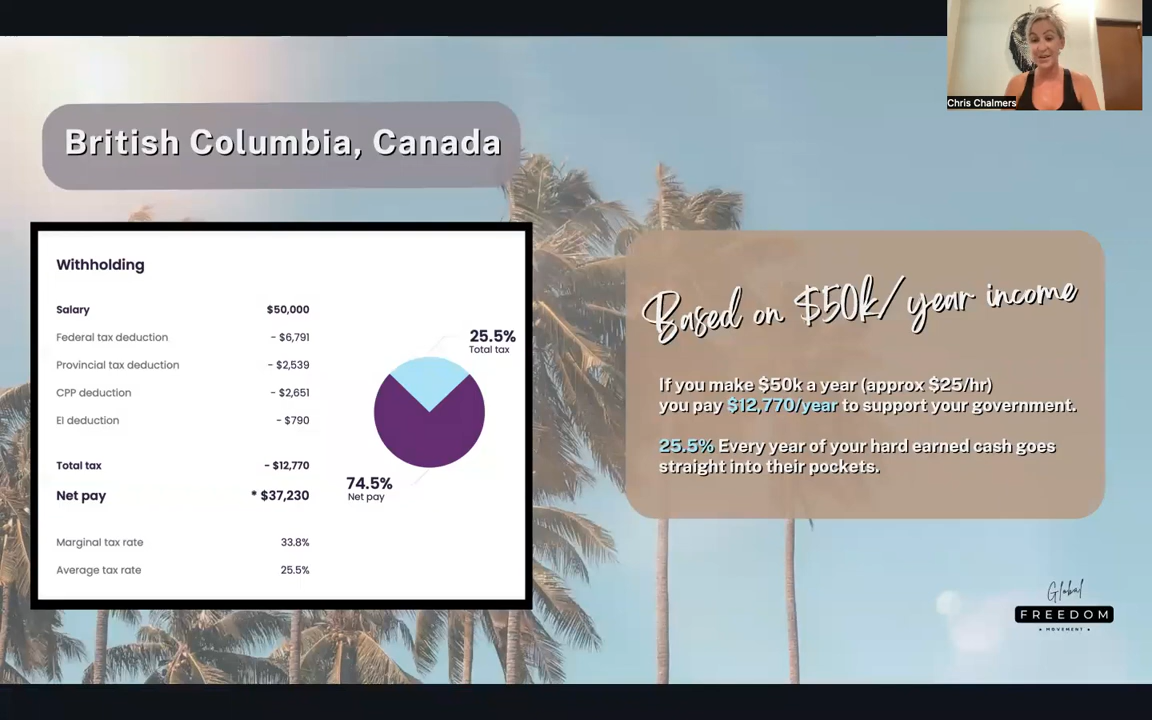 Chris Chalmers
British Columbia, Canada
Withholding
Salary $50,000
Federal tax deduction - $6,791
Provincial tax deduction - $2,539
CPP deduction - $2,651
EI deduction - $790
Total tax - $12,770
Net pay * $37,230
Marginal tax rate 33.8%
Average tax rate 25.5%
25.5%
Total tax
74.5%
Net pay
Based on $50k/year income
If you make $50k a year (approx $25/hr)
you pay $12,770/year to support your government.
25.5% Every year of your hard earned cash goes
straight into their pockets.
Global
FREEDOM
• MOVEMENT •